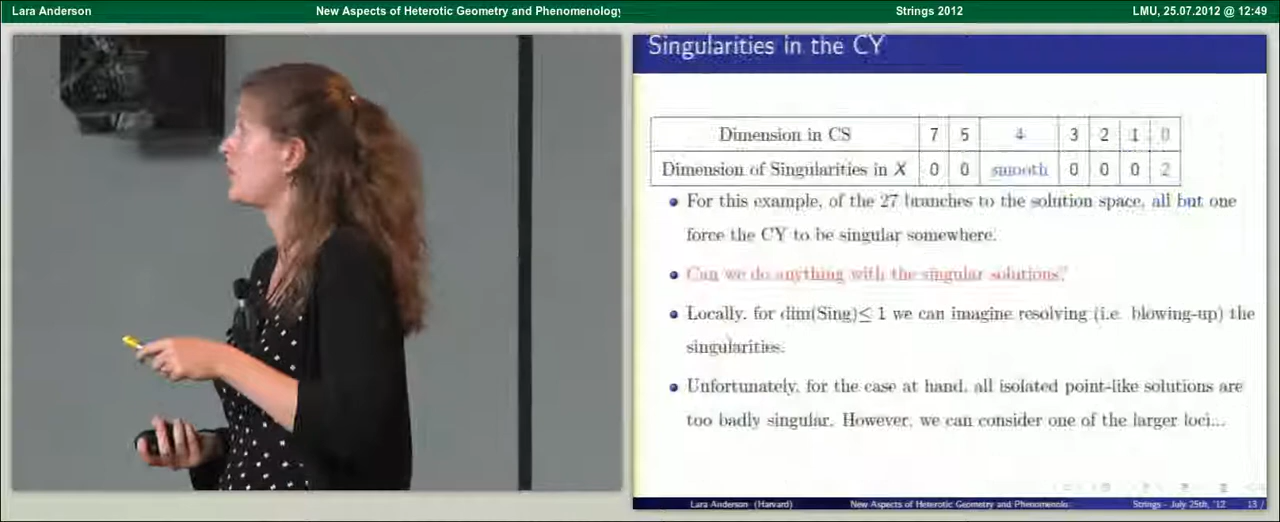 Lara Anderson New Aspects of Heterotic Geometry and Phenomenology Strings 2012 LMU, 25.07.2012 @ 12:49
Singularities in the CY
Dimension in CS 7 5 4 3 2 1 0
Dimension of Singularities in X 0 0 smooth 0 0 0 2
• For this example, of the 27 branches to the solution space, all but one
force the CY to be singular somewhere.
• Can we do anything with the singular solutions?
• Locally, for dim(Sing)≤ 1 we can imagine resolving (i.e. blowing-up) the
singularities.
• Unfortunately, for the case at hand, all isolated point-like solutions are
too badly singular. However, we can consider one of the larger loci...
Lara Anderson (Harvard) New Aspects of Heterotic Geometry and Phenomenolo Strings - July 25th, '12 13 /